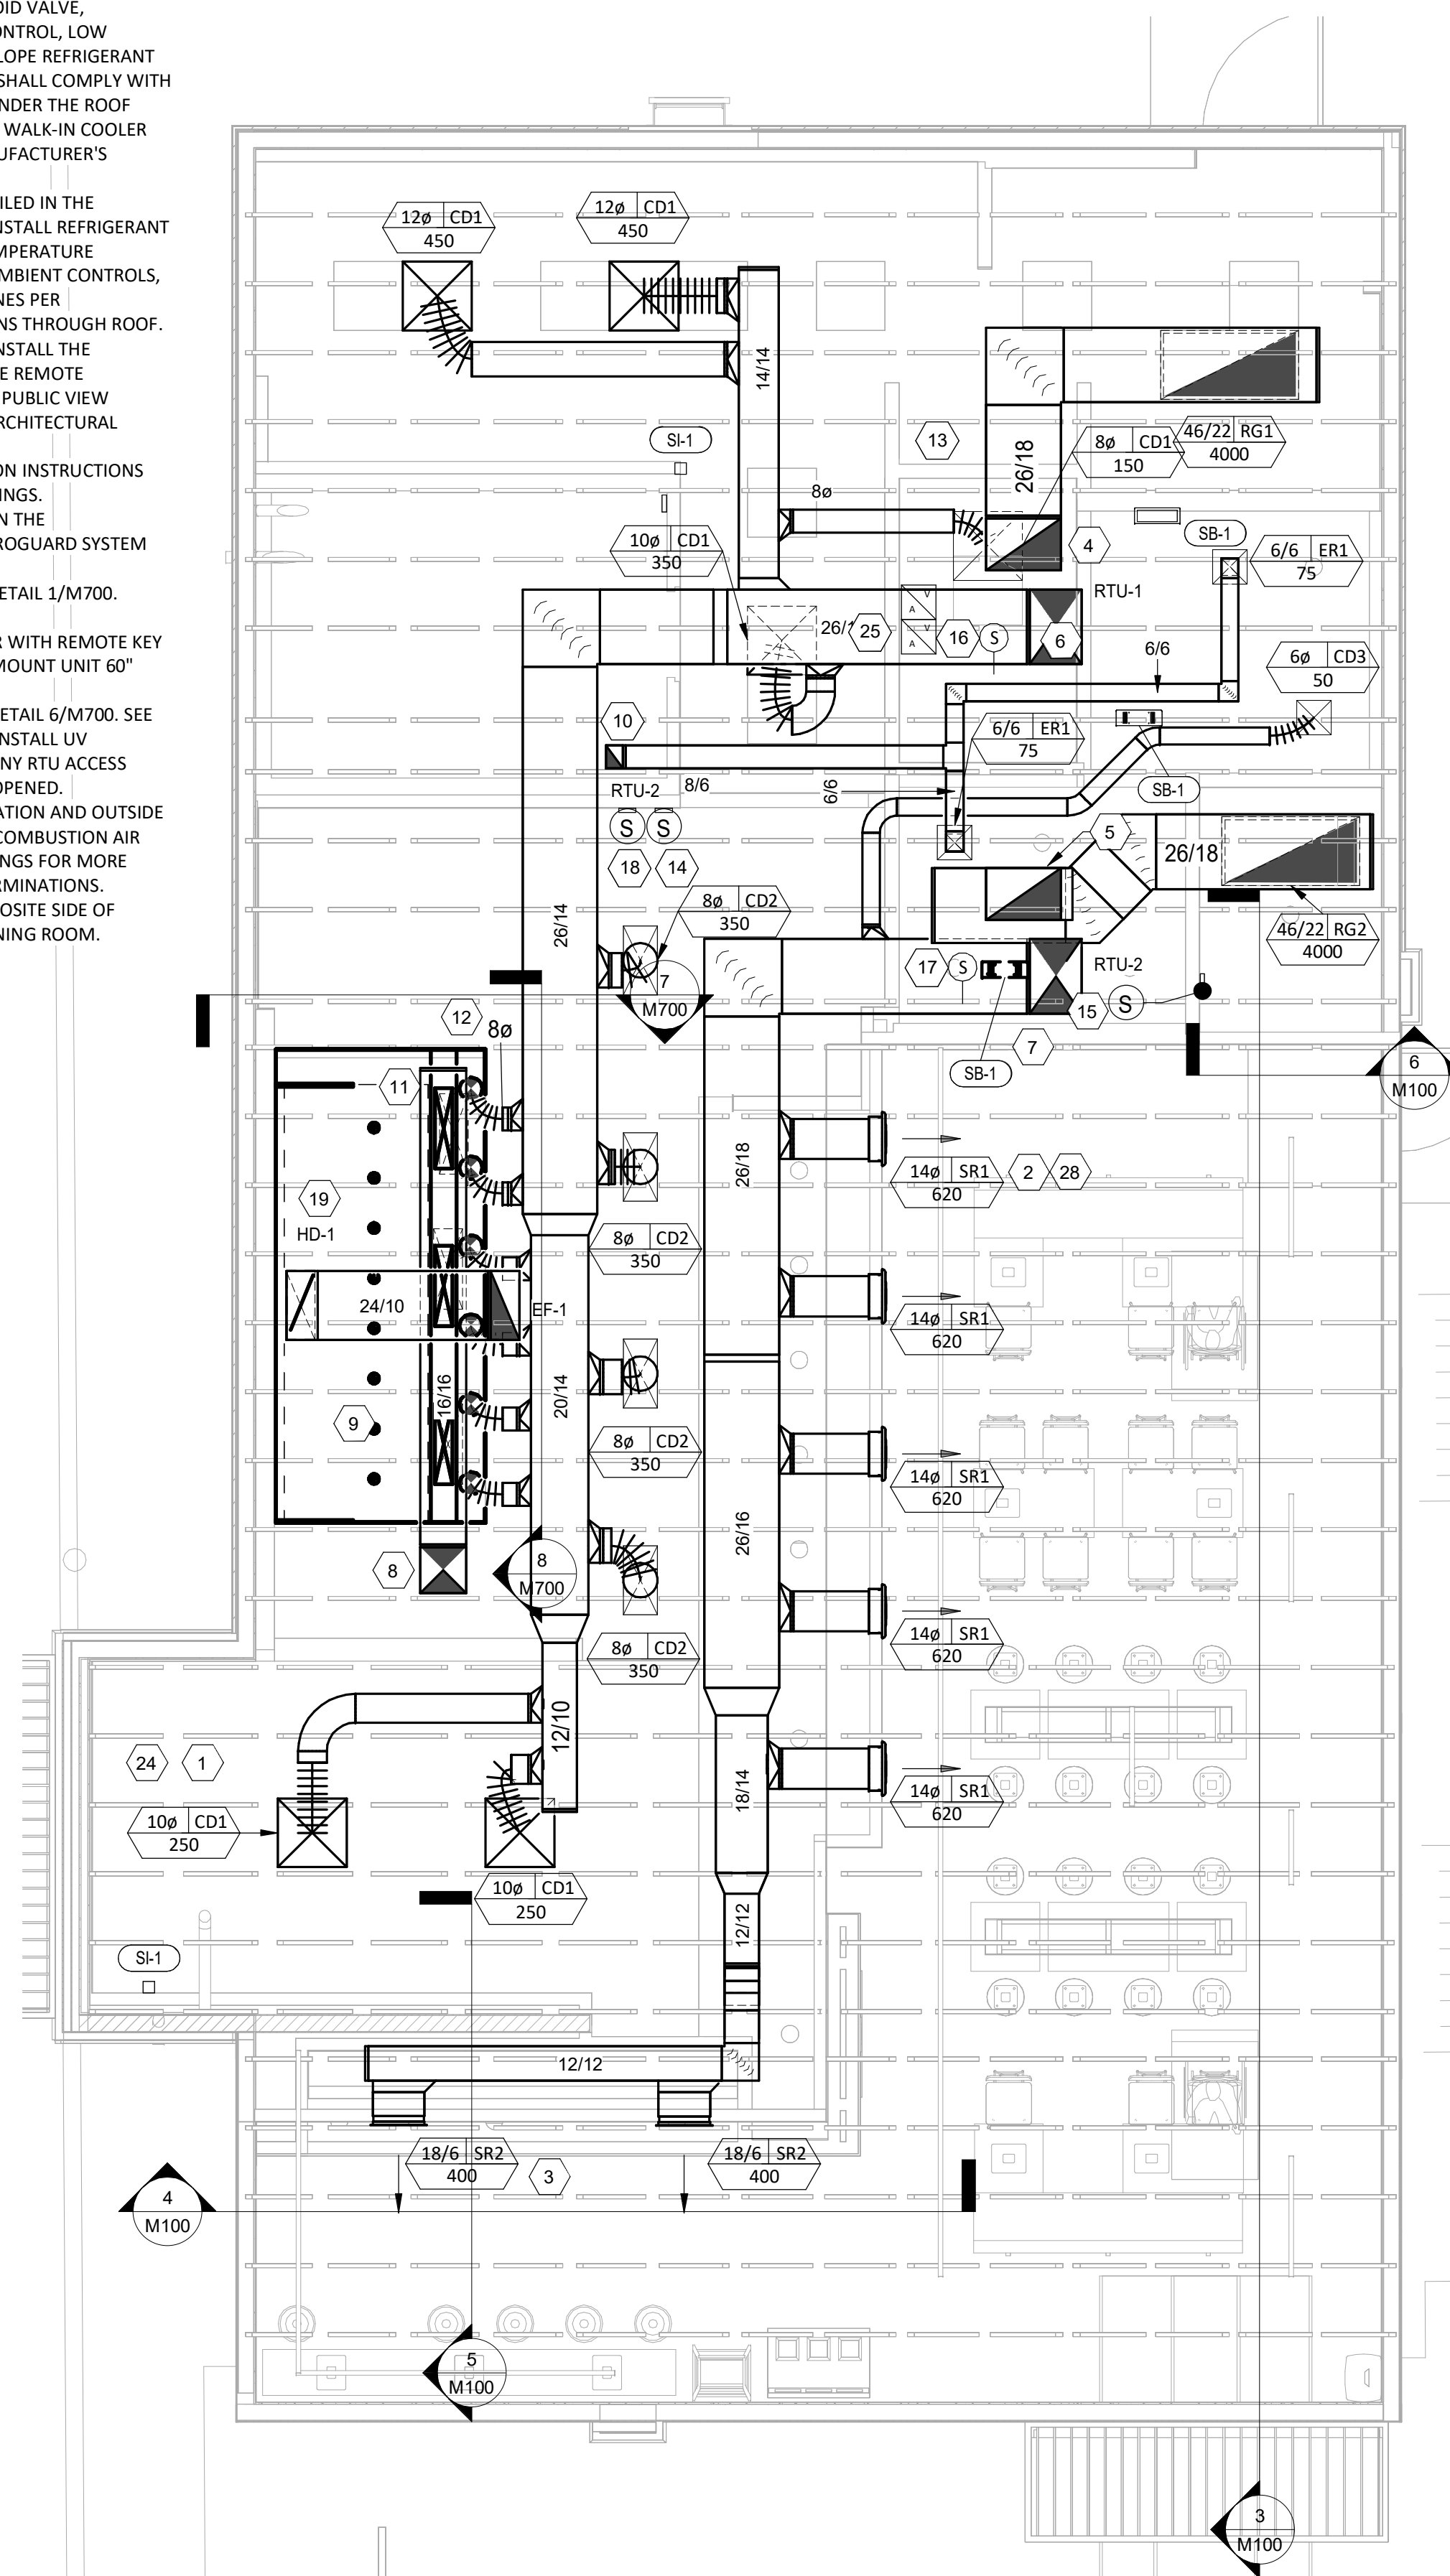 OID VALVE,
ONTROL, LOW
LOPE REFRIGERANT
SHALL COMPLY WITH
NDER THE ROOF
WALK-IN COOLER
UFACTURER'S
ILED IN THE
NSTALL REFRIGERANT
MPERATURE
MBIENT CONTROLS,
NES PER
NS THROUGH ROOF.
NSTALL THE
E REMOTE
PUBLIC VIEW
RCHITECTURAL
ON INSTRUCTIONS
INGS.
N THE
ROGUARD SYSTEM
ETAIL 1/M700.
R WITH REMOTE KEY
MOUNT UNIT 60"
ETAIL 6/M700. SEE
NSTALL UV
NY RTU ACCESS
OPENED.
ATION AND OUTSIDE
COMBUSTION AIR
NGS FOR MORE
RMINATIONS.
OSITE SIDE OF
NING ROOM.
12ø CD1
450
12ø CD1
450
14/14
SI-1
13
26/18
8ø CD1
150
46/22 RG1
4000
8ø
10ø CD1
350
4
SB-1
6/6 ER1
75
RTU-1
V
A
V
A
26/1
25
16
S
6
6/6
6ø CD3
50
10
6/6 ER1
75
RTU-2
8/6
6/6
SB-1
S
S
18
14
5
26/18
8ø CD2
350
26/14
46/22 RG2
4000
17
S
RTU-2
15
S
7
M700
12
8ø
7
SB-1
6
M100
11
26/18
14ø SR1
620
2
28
19
HD-1
8ø CD2
350
24/10
EF-1
14ø SR1
620
16/16
20/14
9
8ø CD2
350
14ø SR1
620
26/16
8
8
M700
14ø SR1
620
8ø CD2
350
12/10
24
1
18/14
14ø SR1
620
10ø CD1
250
10ø CD1
250
12/12
SI-1
12/12
18/6 SR2
400
3
18/6 SR2
400
4
M100
5
M100
3
M100